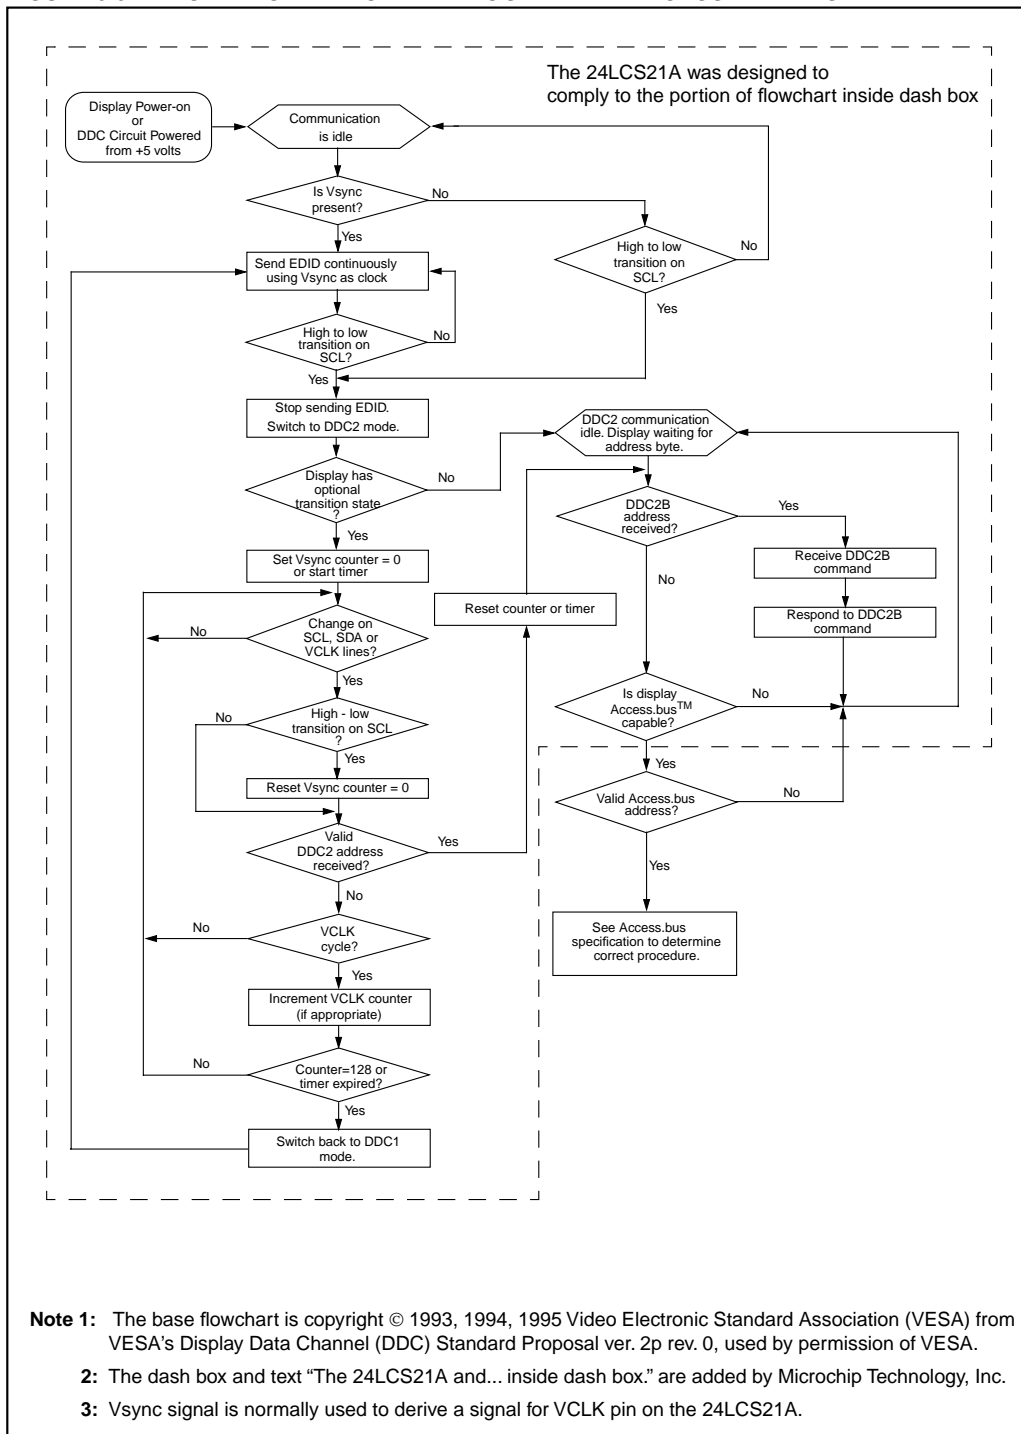 The 24LCS21A was designed to
comply to the portion of flowchart inside dash box
Display Power-on
or
DDC Circuit Powered
from +5 volts
Communication
is idle
Is Vsync
present?
No
Yes
High to low
transition on
SCL?
No
Yes
Send EDID continuously
using Vsync as clock
High to low
transition on
SCL?
No
Yes
Stop sending EDID.
Switch to DDC2 mode.
Display has
optional
transition state
?
No
Yes
Set Vsync counter = 0
or start timer
Change on
SCL, SDA or
VCLK lines?
No
Yes
High - low
transition on SCL
?
No
Yes
Reset Vsync counter = 0
Valid
DDC2 address
received?
Yes
No
VCLK
cycle?
No
Yes
Increment VCLK counter
(if appropriate)
Counter=128 or
timer expired?
No
Yes
Switch back to DDC1
mode.
Reset counter or timer
DDC2 communication
idle. Display waiting for
address byte.
DDC2B
address
received?
Yes
No
Receive DDC2B
command
Respond to DDC2B
command
Is display
Access.bus™
capable?
No
Yes
Valid Access.bus
address?
No
Yes
See Access.bus
specification to determine
correct procedure.
Note 1: The base flowchart is copyright © 1993, 1994, 1995 Video Electronic Standard Association (VESA) from
VESA's Display Data Channel (DDC) Standard Proposal ver. 2p rev. 0, used by permission of VESA.
2: The dash box and text “The 24LCS21A and... inside dash box.” are added by Microchip Technology, Inc.
3: Vsync signal is normally used to derive a signal for VCLK pin on the 24LCS21A.